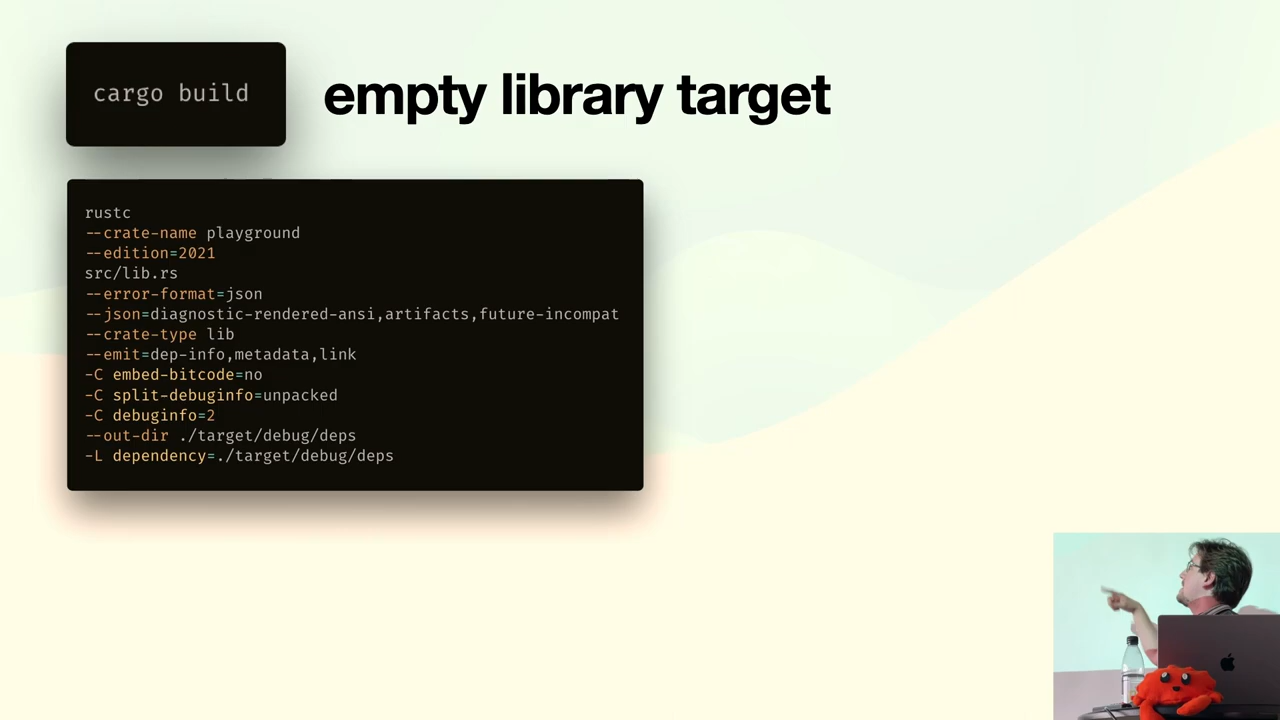 cargo build
empty library target
rustc
--crate-name playground
--edition=2021
src/lib.rs
--error-format=json
--json=diagnostic-rendered-ansi,artifacts,future-incompat
--crate-type lib
--emit=dep-info,metadata,link
-C embed-bitcode=no
-C split-debuginfo=unpacked
-C debuginfo=2
--out-dir ./target/debug/deps
-L dependency=./target/debug/deps